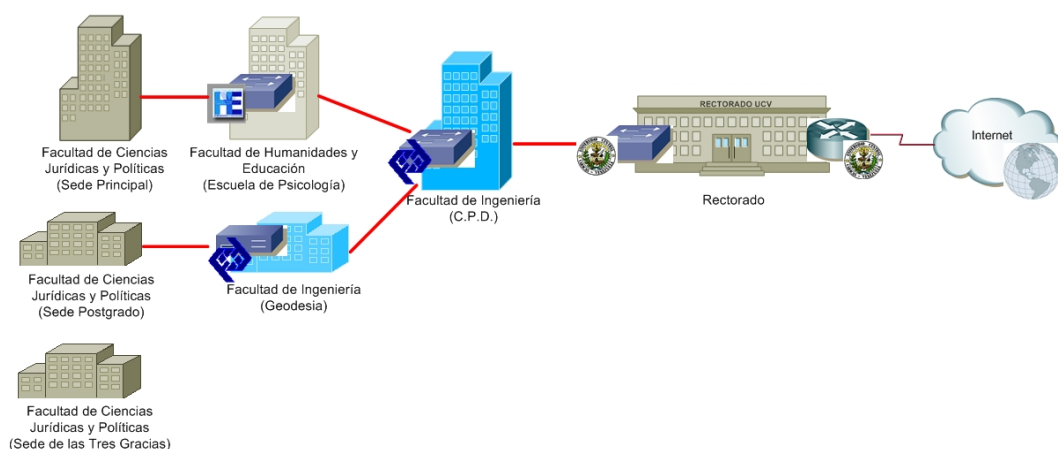 RECTORADO UCV
Internet
Facultad de Ciencias
Jurídicas y Políticas
(Sede Principal)
Facultad de Humanidades y
Educación
(Escuela de Psicología)
Facultad de Ingeniería
(C.P.D.)
Rectorado
Facultad de Ciencias
Jurídicas y Políticas
(Sede Postgrado)
Facultad de Ingeniería
(Geodesia)
Facultad de Ciencias
Jurídicas y Políticas
(Sede de las Tres Gracias)